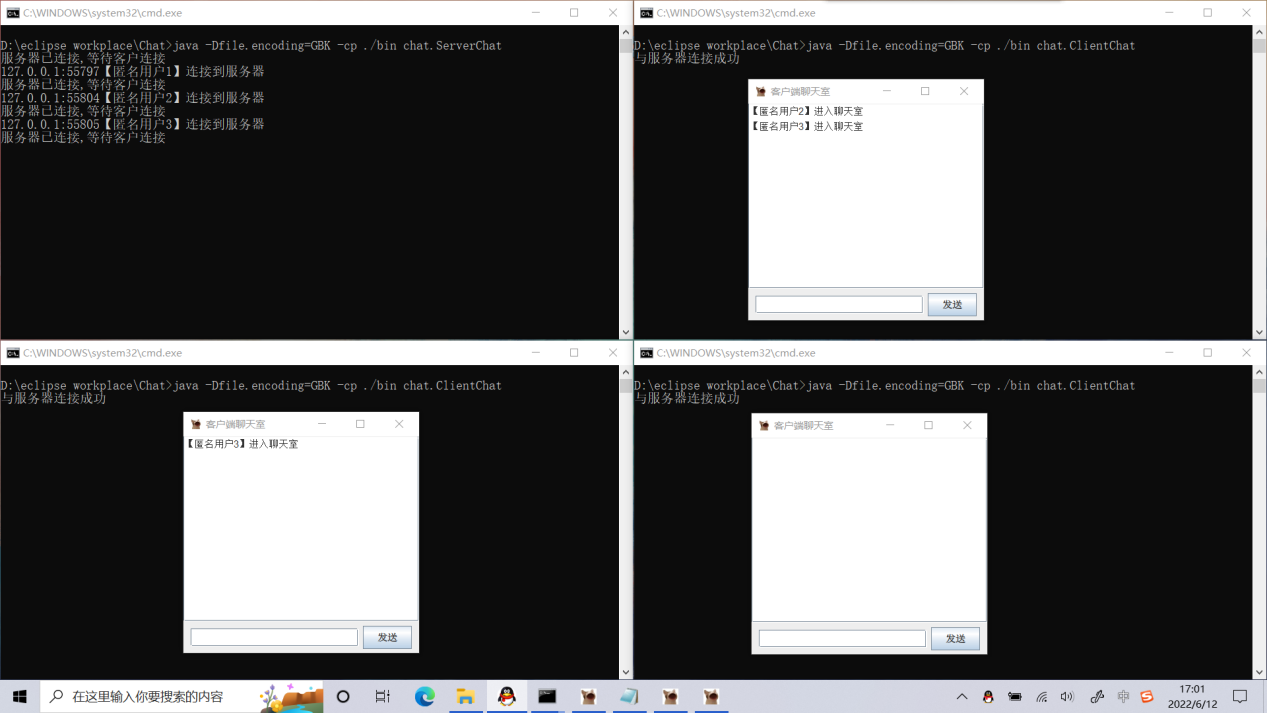 C:\WINDOWS\system32\cmd.exe
D:\eclipse workplace\Chat>java -Dfile.encoding=GBK -cp ./bin chat.ServerChat
服务器已连接,等待客户连接
127.0.0.1:55797【匿名用户1】连接到服务器
服务器已连接,等待客户连接
127.0.0.1:55804【匿名用户2】连接到服务器
服务器已连接,等待客户连接
127.0.0.1:55805【匿名用户3】连接到服务器
服务器已连接,等待客户连接
C:\WINDOWS\system32\cmd.exe
D:\eclipse workplace\Chat>java -Dfile.encoding=GBK -cp ./bin chat.ClientChat
与服务器连接成功
客户端聊天室
【匿名用户2】进入聊天室
【匿名用户3】进入聊天室
发送
C:\WINDOWS\system32\cmd.exe
D:\eclipse workplace\Chat>java -Dfile.encoding=GBK -cp ./bin chat.ClientChat
与服务器连接成功
客户端聊天室
【匿名用户3】进入聊天室
发送
C:\WINDOWS\system32\cmd.exe
D:\eclipse workplace\Chat>java -Dfile.encoding=GBK -cp ./bin chat.ClientChat
与服务器连接成功
客户端聊天室
发送
在这里输入你要搜索的内容
中
17:01
2022/6/12